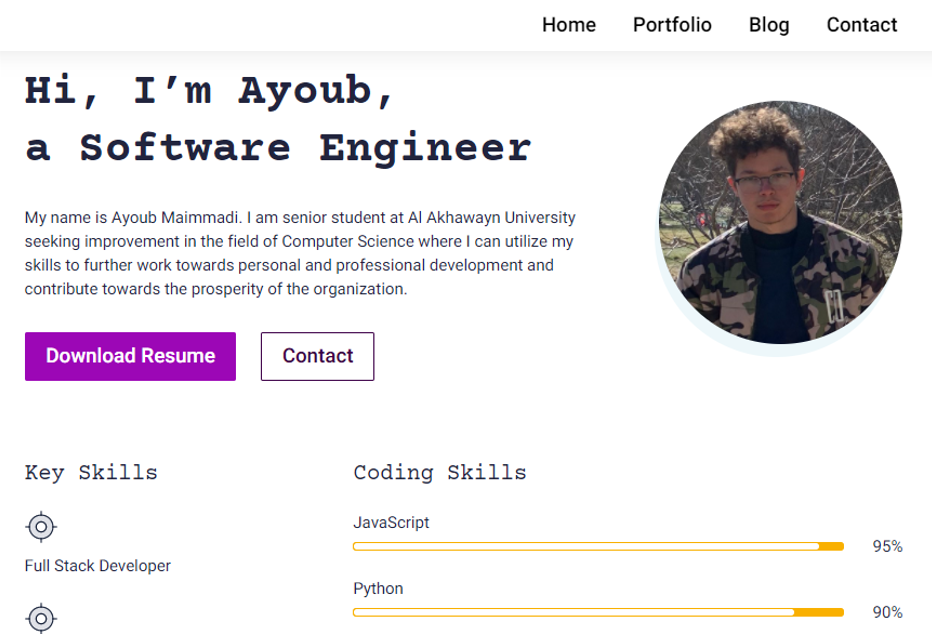 Home Portfolio Blog Contact
Hi, I’m Ayoub,
a Software Engineer
My name is Ayoub Maimmadi. I am senior student at Al Akhawayn University
seeking improvement in the field of Computer Science where I can utilize my
skills to further work towards personal and professional development and
contribute towards the prosperity of the organization.
Download Resume Contact
Key Skills
Full Stack Developer
Coding Skills
JavaScript
95%
Python
90%